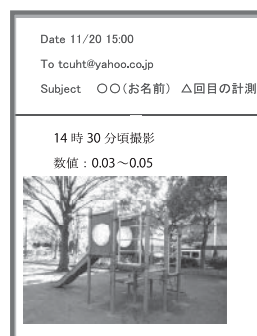 Date 11/20 15:00
To tcuht@yahoo.co.jp
Subject 〇〇(お名前) △回目の計測
14 時 30 分頃撮影
数値:0.03~0.05